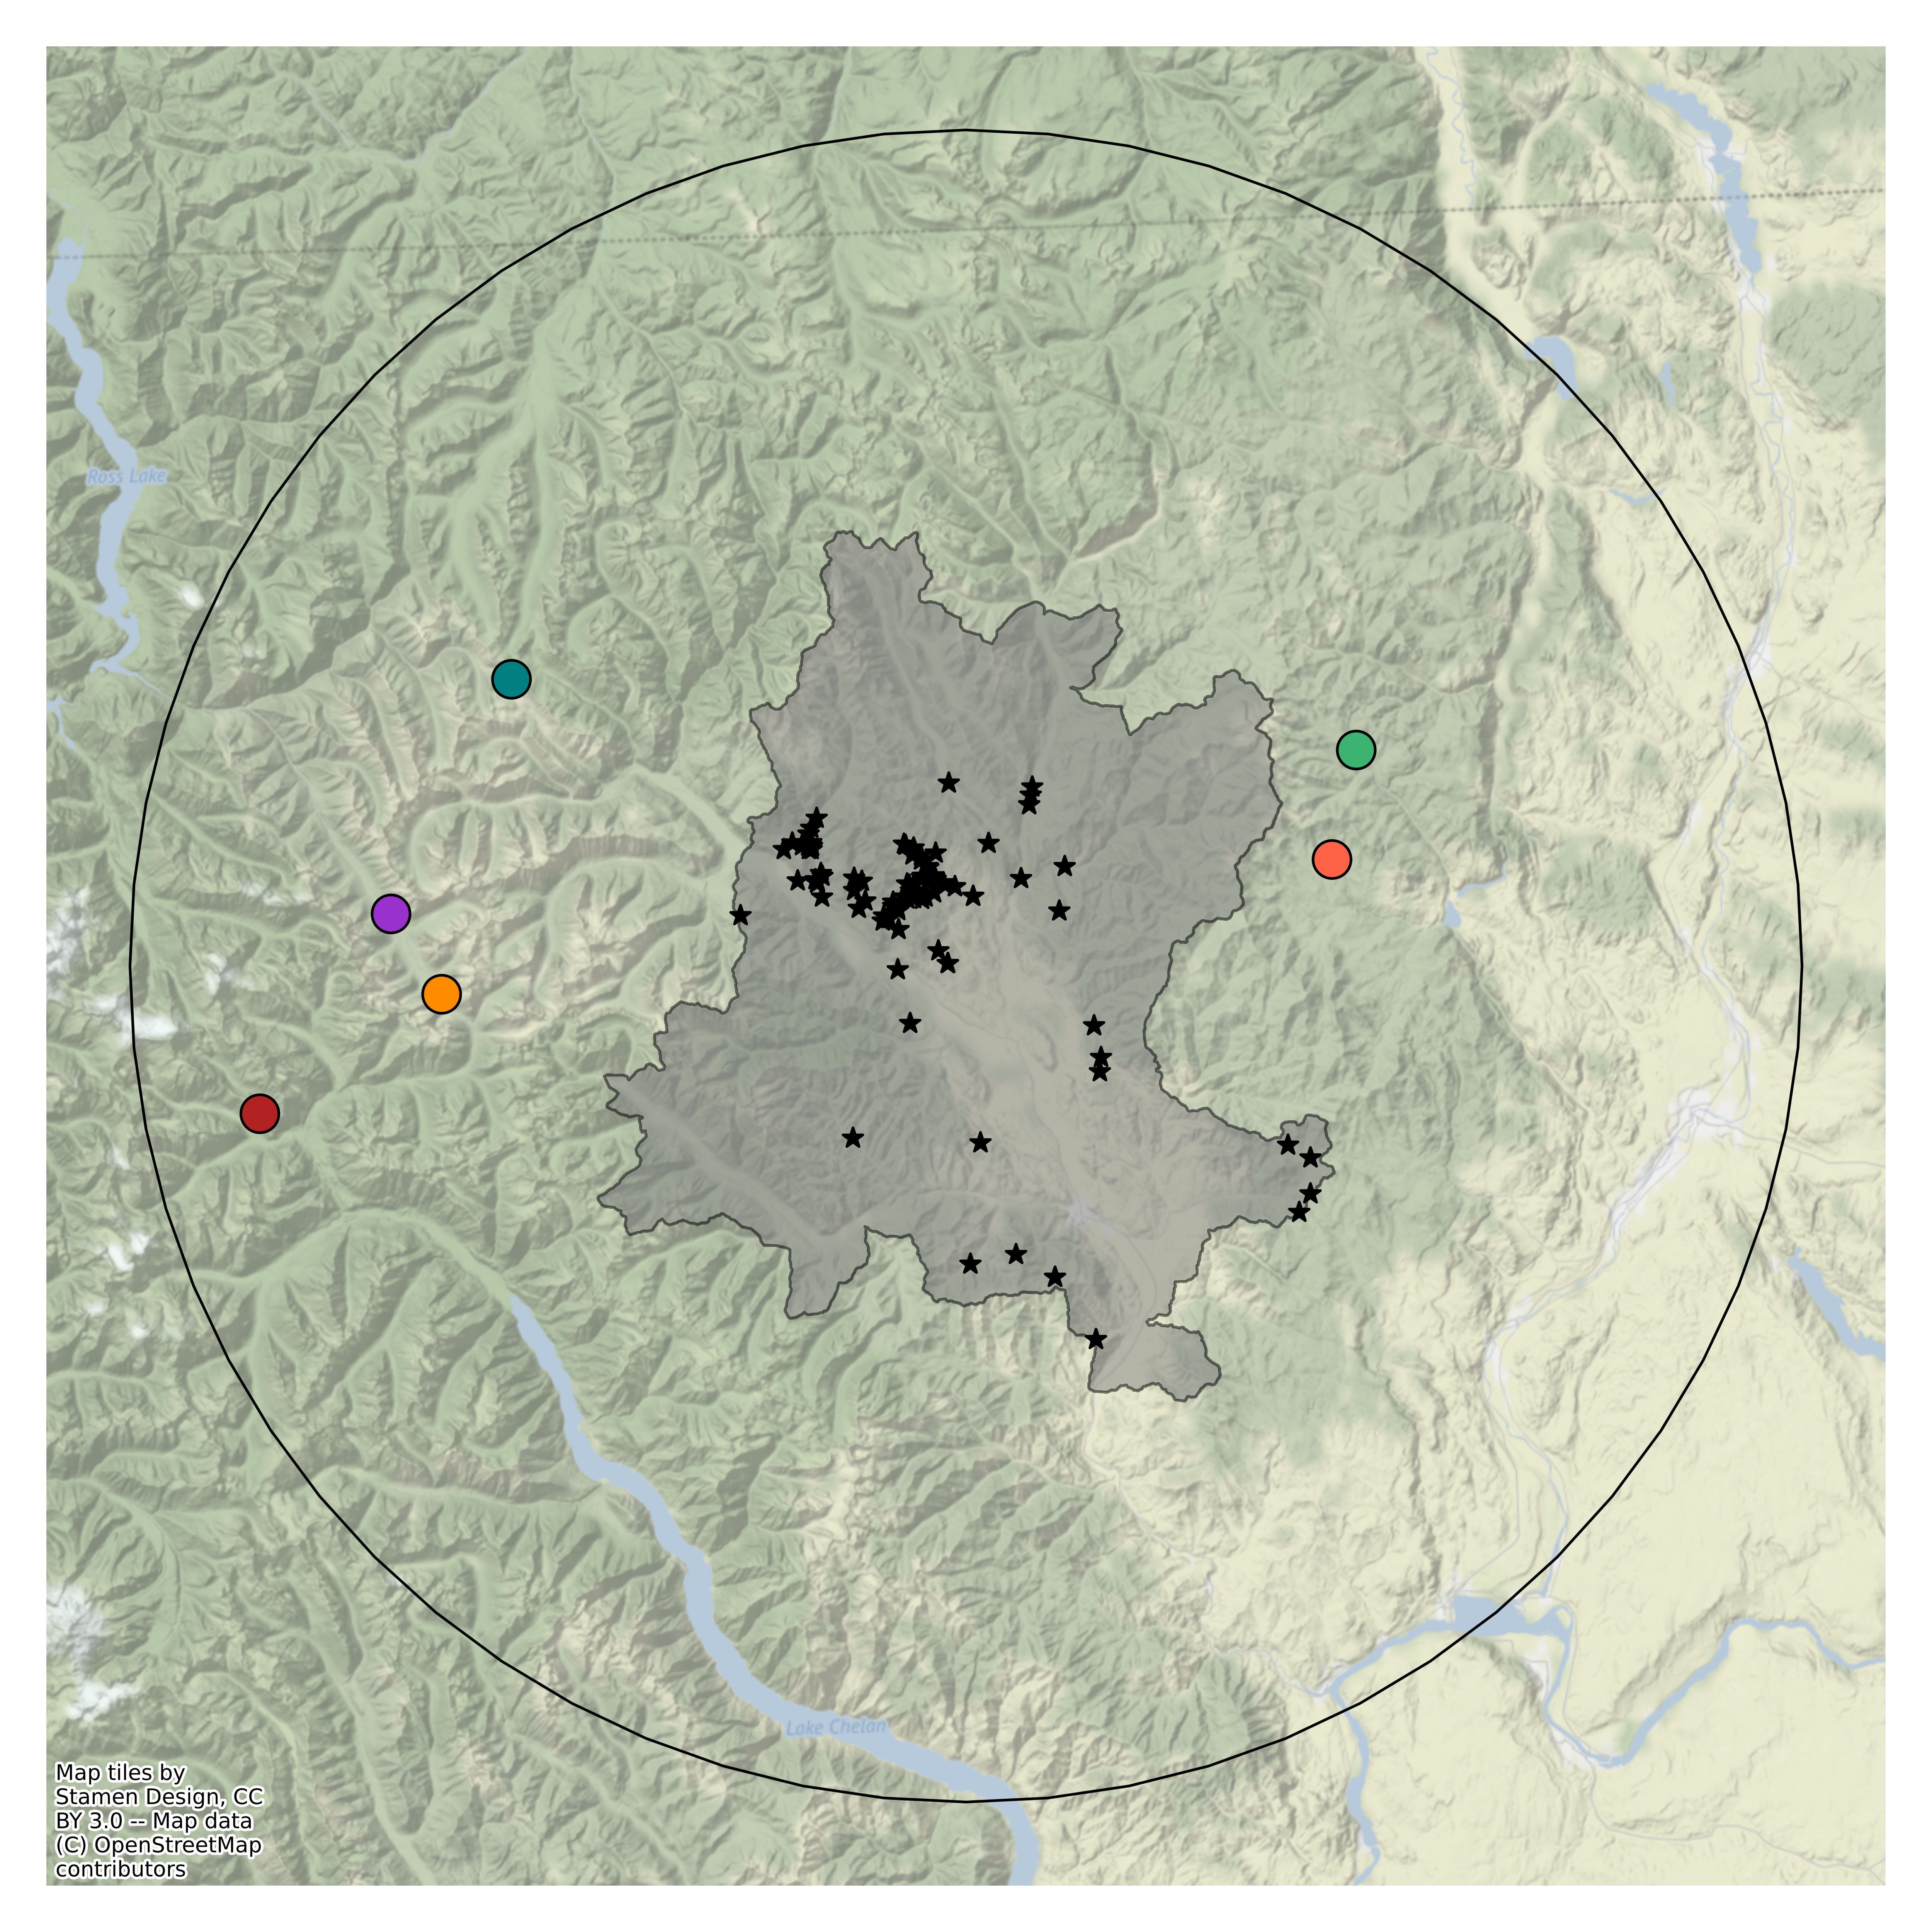 Ross Lake
Lake Chelan
Map tiles by
Stamen Design, CC
BY 3.0 -- Map data
(C) OpenStreetMap
contributors